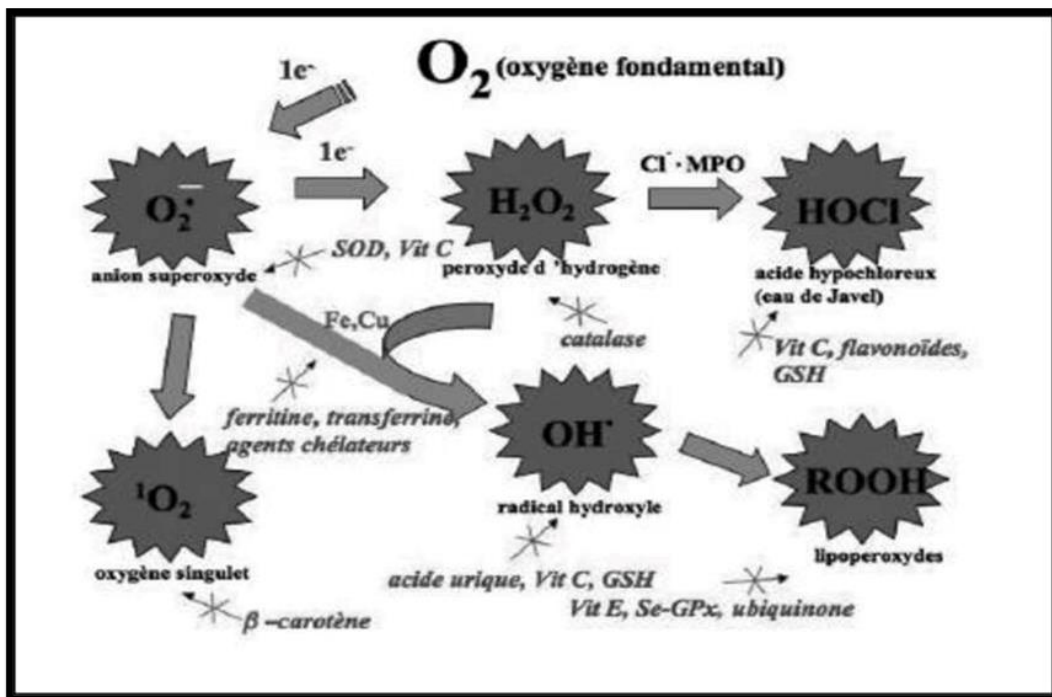 O₂ (oxygène fondamental)
1e⁻
1e⁻
O₂•⁻
anion superoxyde
SOD, Vit C
H₂O₂
peroxyde d 'hydrogène
Cl⁻ · MPO
HOCl
acide hypochloreux
(eau de Javel)
Fe,Cu
catalase
Vit C, flavonoïdes,
GSH
ferritine, transferrine,
agents chélateurs
OH•
radical hydroxyle
ROOH
lipoperoxydes
¹O₂
oxygène singulet
β –carotène
acide urique, Vit C, GSH
Vit E, Se-GPx, ubiquinone